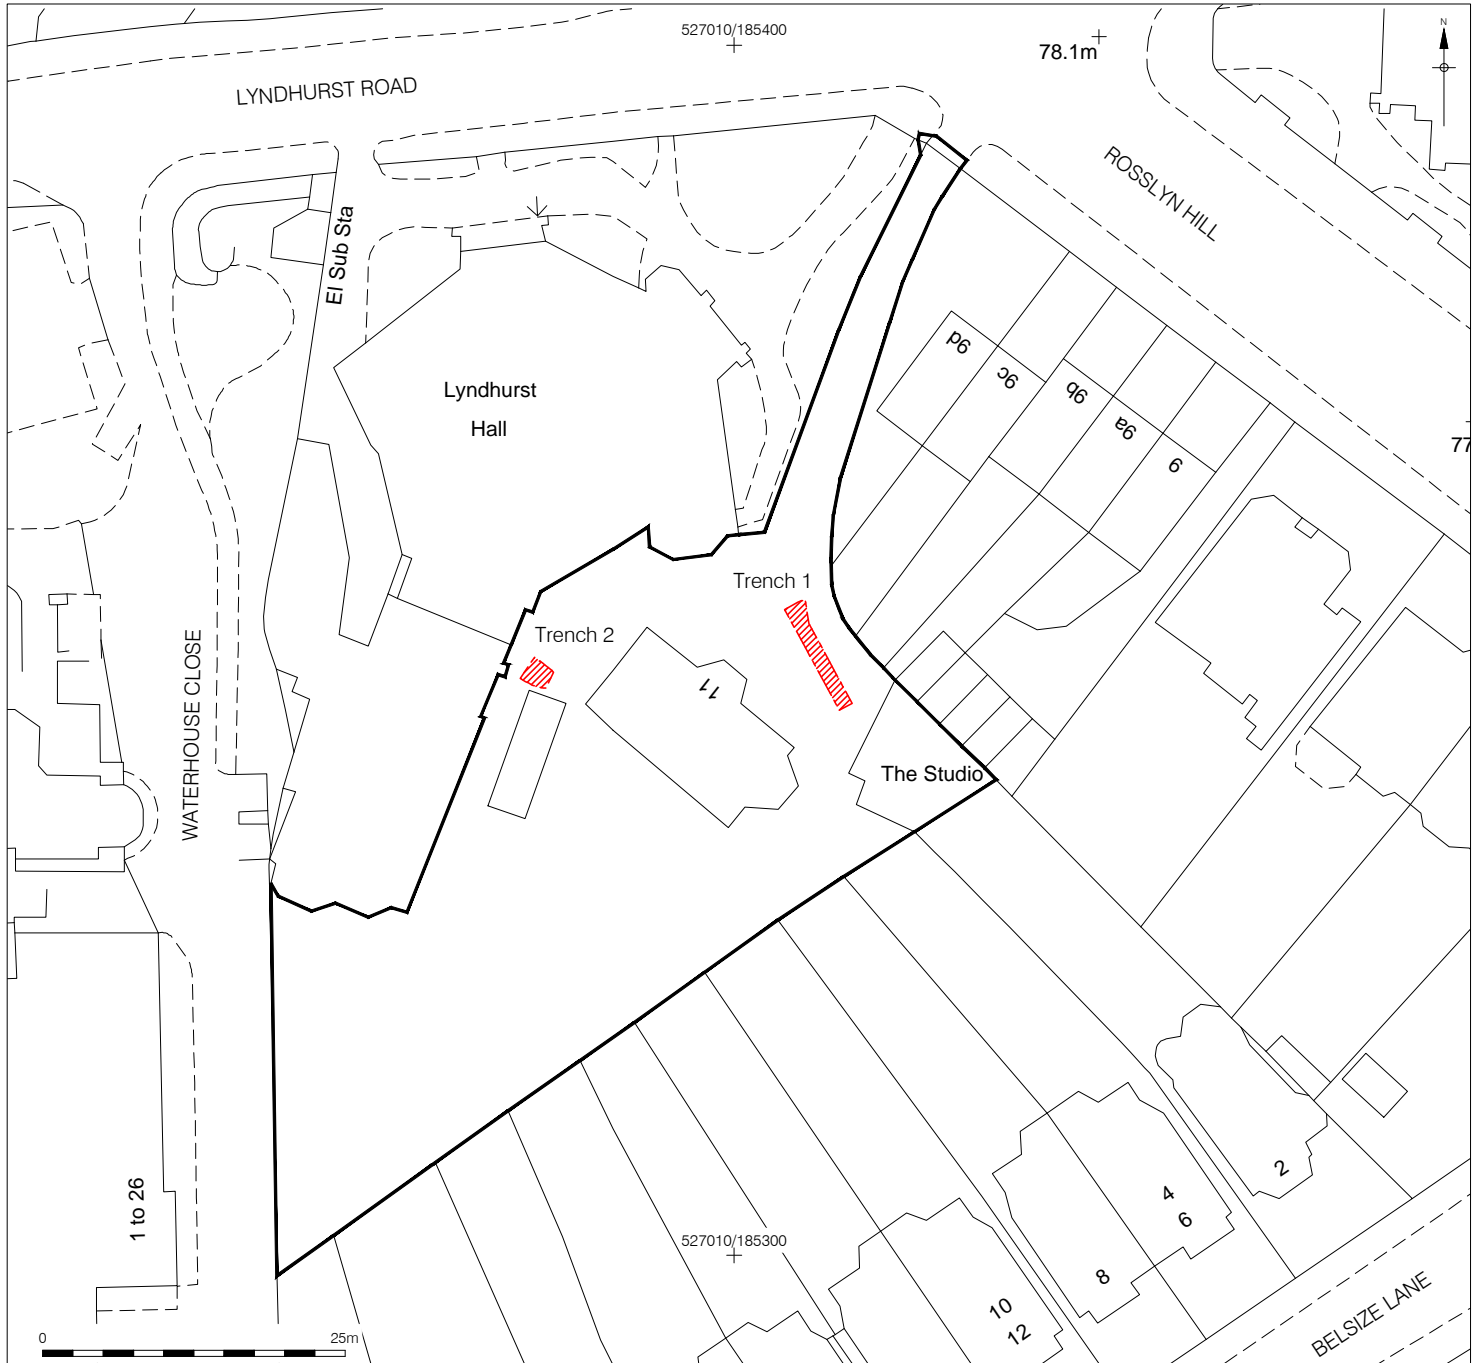 527010/185400
78.1m
N
LYNDHURST ROAD
ROSSLYN HILL
El Sub Sta
9d
9c
9b
9a
9
Lyndhurst
Hall
77
Trench 1
Trench 2
11
WATERHOUSE CLOSE
The Studio
1 to 26
527010/185300
2
4
6
8
10
12
BELSIZE LANE
0
25m